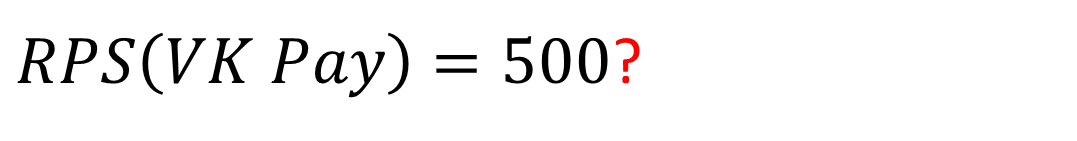 RPS(VK Pay) = 500?